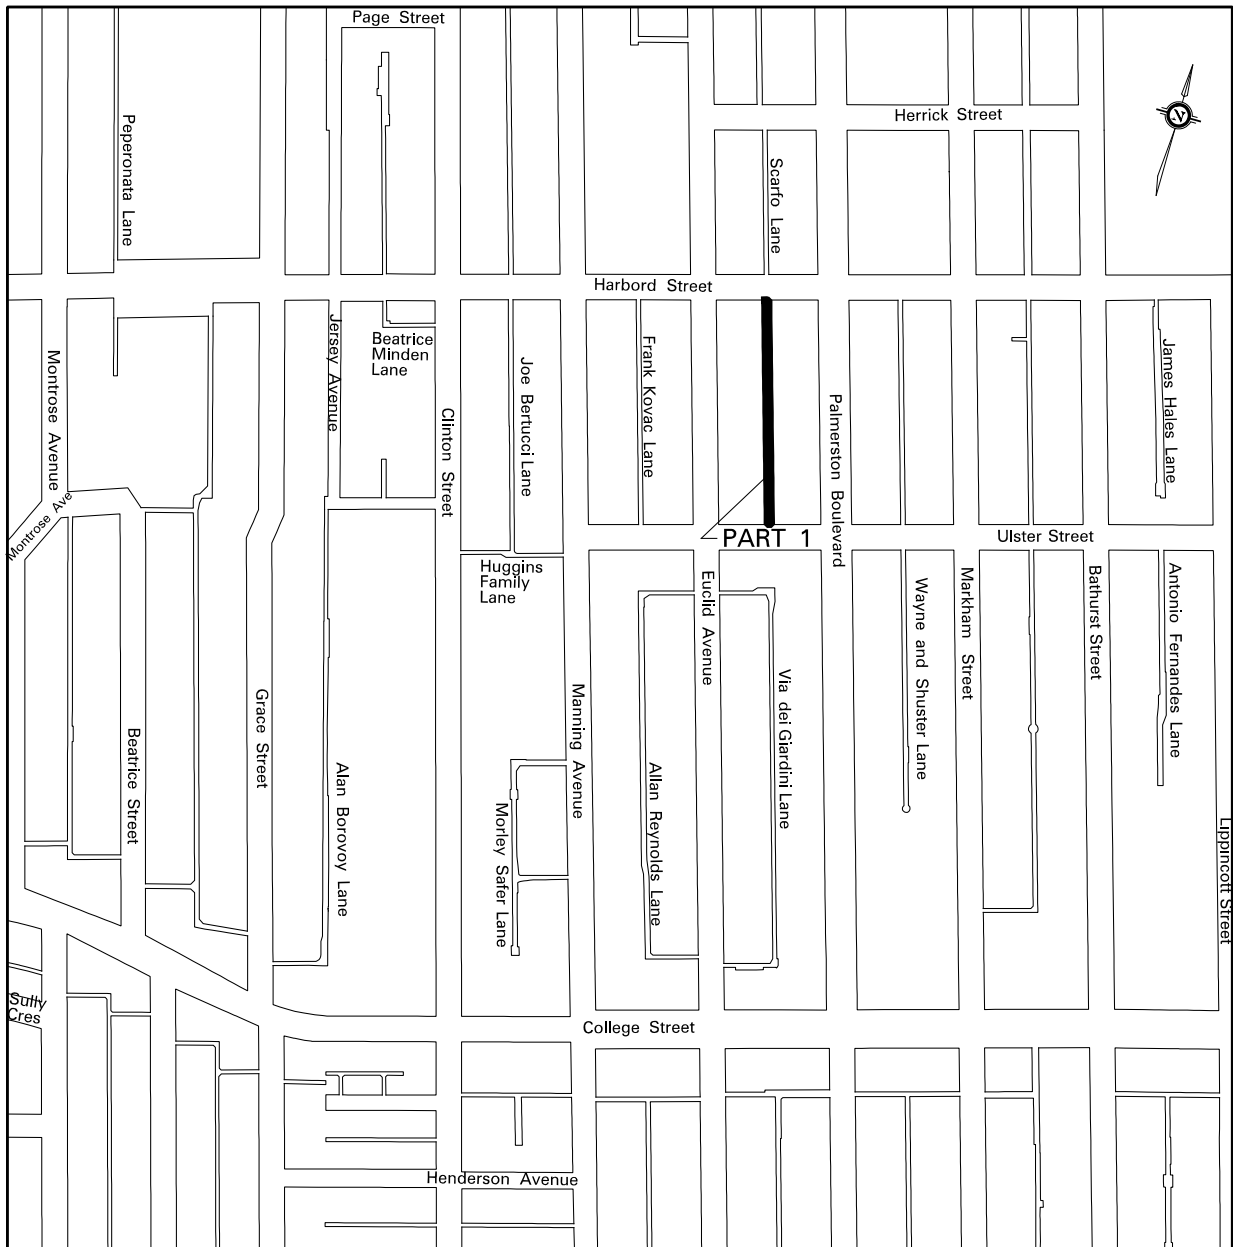 Page Street
Herrick Street
Peperonata Lane
Scarfo Lane
N
Harbord Street
Jersey Avenue
Beatrice
Minden
Lane
Montrose Avenue
Joe Bertucci Lane
Frank Kovac Lane
James Hales Lane
Clinton Street
Palmerston Boulevard
Montrose Ave
PART 1
Ulster Street
Huggins
Family
Lane
Euclid Avenue
Wayne and Shuster Lane
Markham Street
Bathurst Street
Antonio Fernandes Lane
Grace Street
Manning Avenue
Via dei Giardini Lane
Beatrice Street
Alan Borovoy Lane
Morley Safer Lane
Allan Reynolds Lane
Lippincott Street
Sully
Cres
College Street
Henderson Avenue